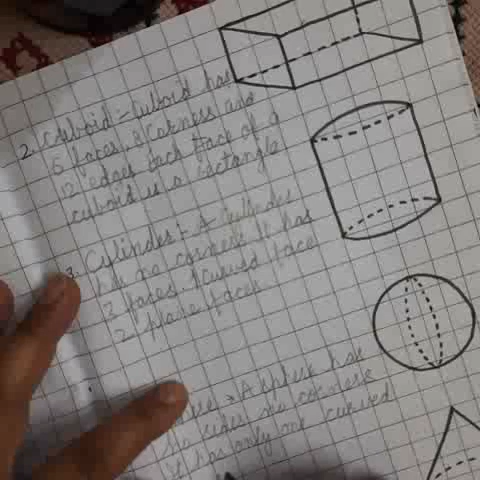 2. Cuboid - Cuboid has
6 faces, 8 corners and
12 edges each face of a
cuboid is a rectangle
3. Cylinder - A cylinder
has no corners It has
3 faces. 1 curved face
2 plane faces.
A sphere has
no sides no corners
It has only one curved